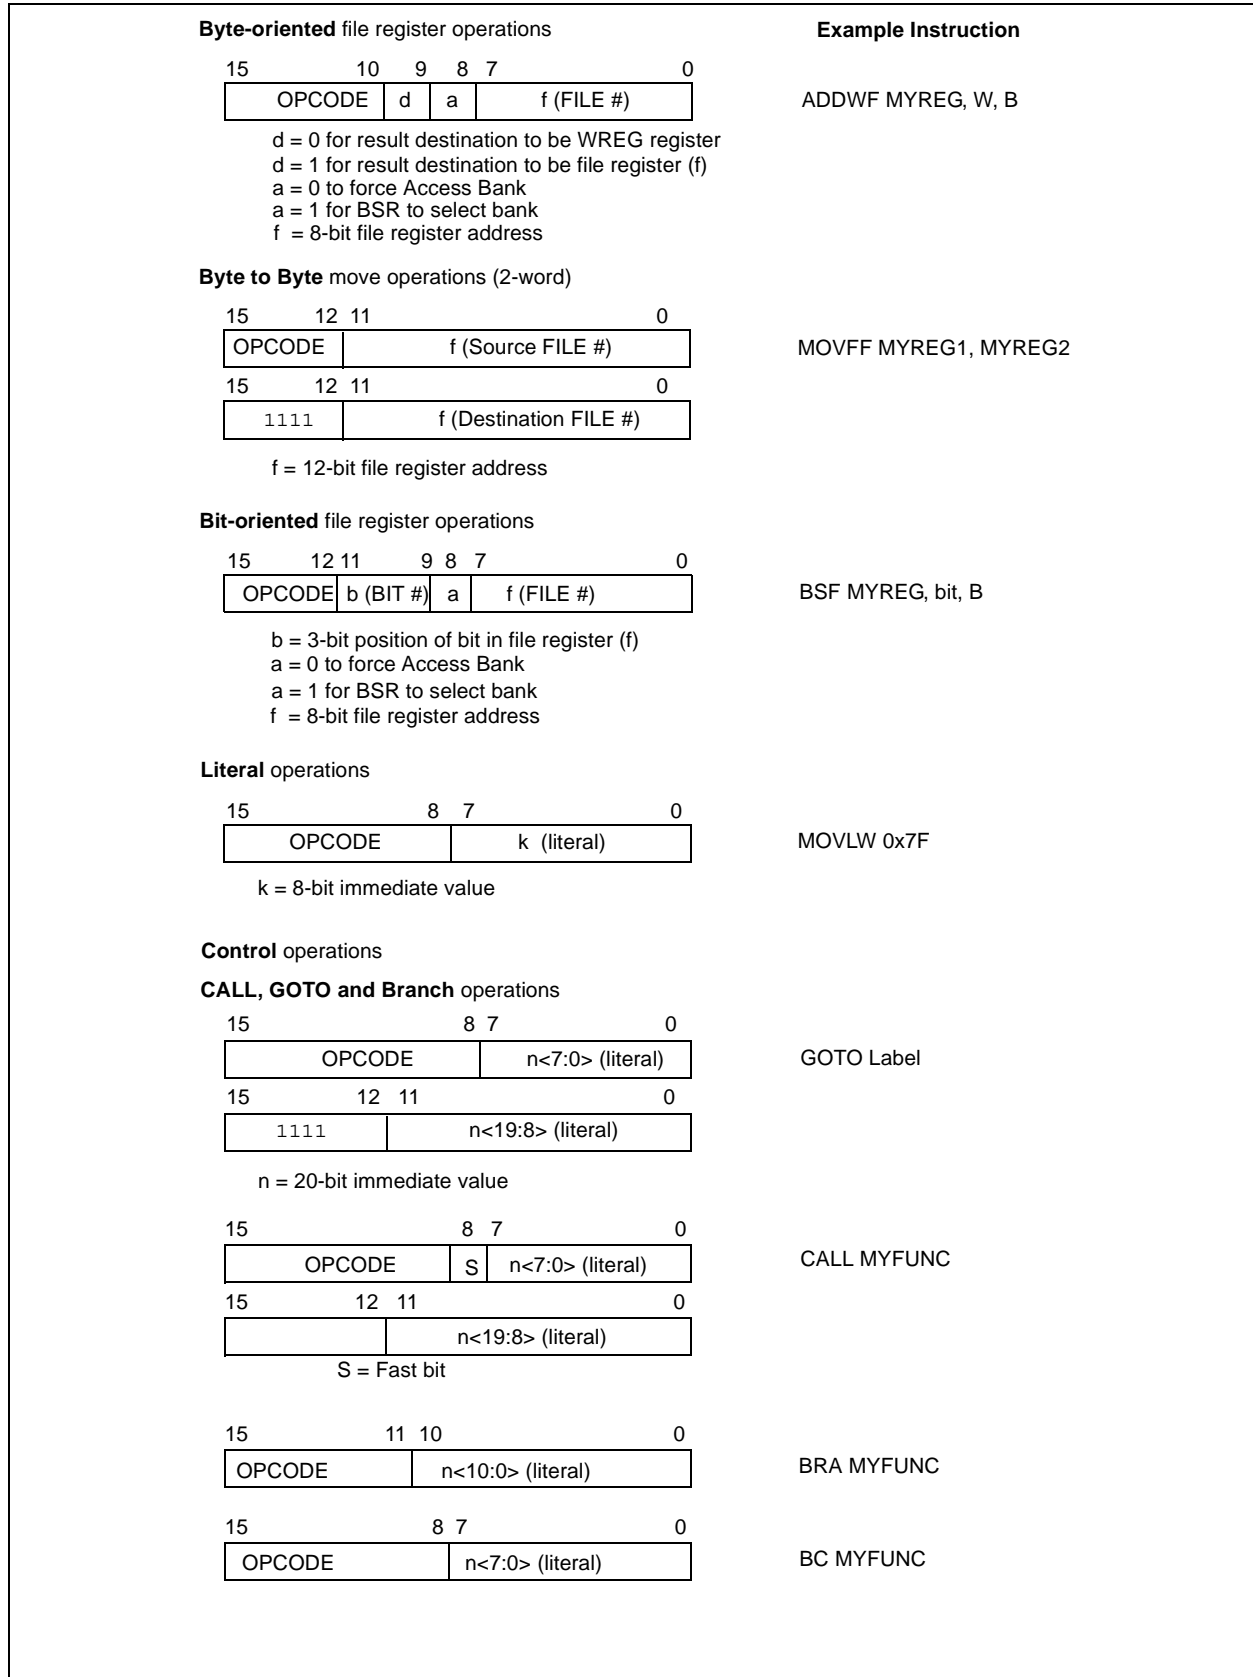 Byte-oriented file register operations Example Instruction
15 10 9 8 7 0
OPCODE d a f (FILE #) ADDWF MYREG, W, B
d = 0 for result destination to be WREG register
d = 1 for result destination to be file register (f)
a = 0 to force Access Bank
a = 1 for BSR to select bank
f = 8-bit file register address
Byte to Byte move operations (2-word)
15 12 11 0
OPCODE f (Source FILE #) MOVFF MYREG1, MYREG2
15 12 11 0
1111 f (Destination FILE #)
f = 12-bit file register address
Bit-oriented file register operations
15 12 11 9 8 7 0
OPCODE b (BIT #) a f (FILE #) BSF MYREG, bit, B
b = 3-bit position of bit in file register (f)
a = 0 to force Access Bank
a = 1 for BSR to select bank
f = 8-bit file register address
Literal operations
15 8 7 0
OPCODE k (literal) MOVLW 0x7F
k = 8-bit immediate value
Control operations
CALL, GOTO and Branch operations
15 8 7 0
OPCODE n<7:0> (literal) GOTO Label
15 12 11 0
1111 n<19:8> (literal)
n = 20-bit immediate value
15 8 7 0
OPCODE S n<7:0> (literal) CALL MYFUNC
15 12 11 0
n<19:8> (literal)
S = Fast bit
15 11 10 0
OPCODE n<10:0> (literal) BRA MYFUNC
15 8 7 0
OPCODE n<7:0> (literal) BC MYFUNC